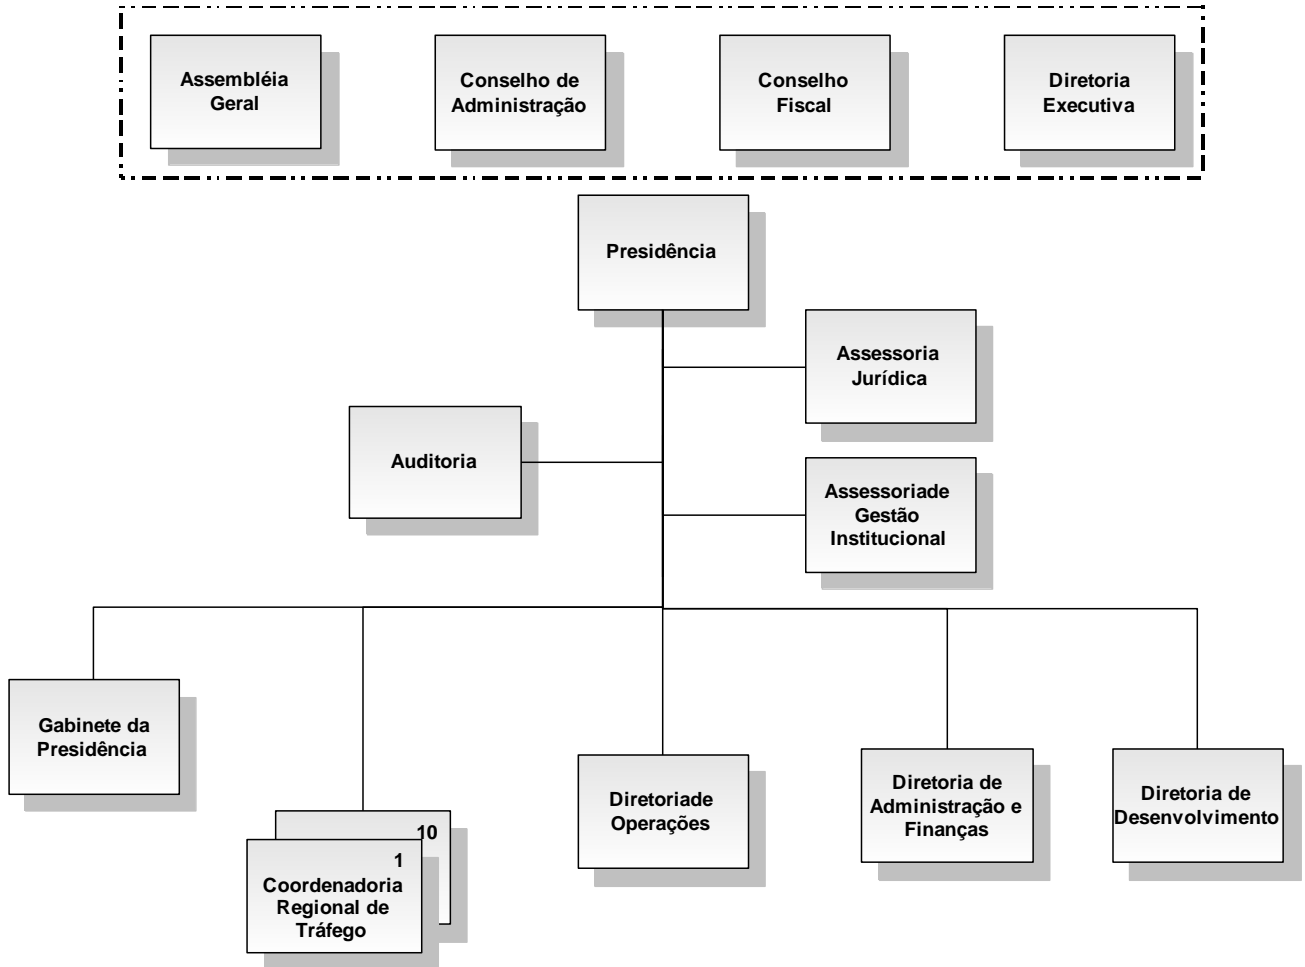 Assembléia
Geral
Conselho de
Administração
Conselho
Fiscal
Diretoria
Executiva
Presidência
Assessoria
Jurídica
Auditoria
Assessoriade
Gestão
Institucional
Gabinete da
Presidência
10
1
Coordenadoria
Regional de
Tráfego
Diretoriade
Operações
Diretoria de
Administração e
Finanças
Diretoria de
Desenvolvimento